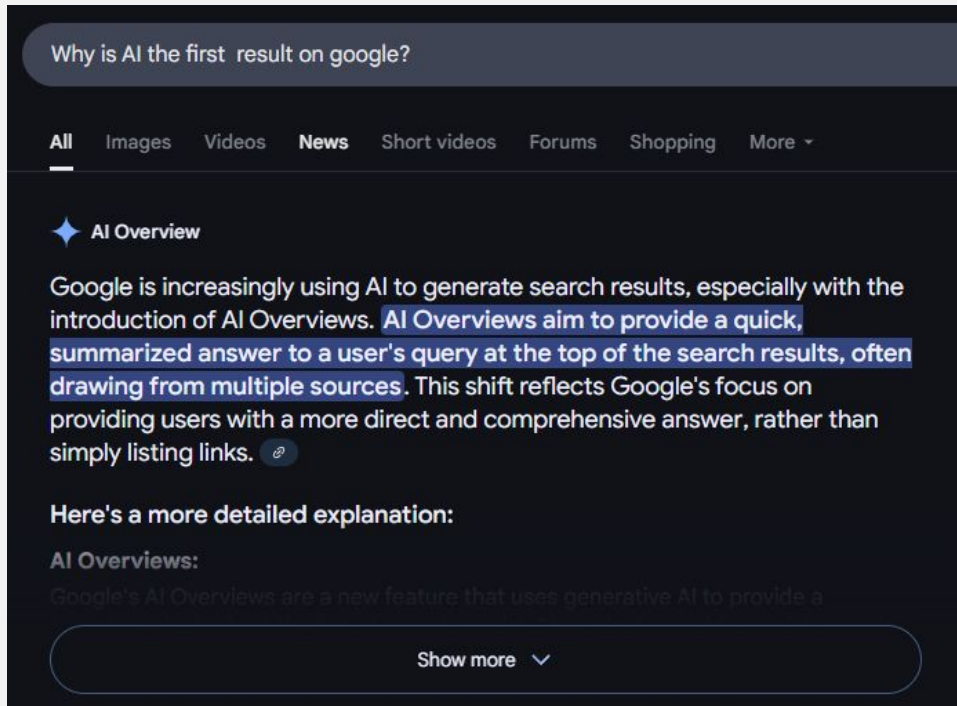 Why is AI the first  result on google?
All Images Videos News Short videos Forums Shopping More
AI Overview
Google is increasingly using AI to generate search results, especially with the
introduction of AI Overviews. AI Overviews aim to provide a quick,
summarized answer to a user's query at the top of the search results, often
drawing from multiple sources. This shift reflects Google's focus on
providing users with a more direct and comprehensive answer, rather than
simply listing links.
Here's a more detailed explanation:
AI Overviews:
Google's AI Overviews are a new feature that uses generative AI to provide a
Show more